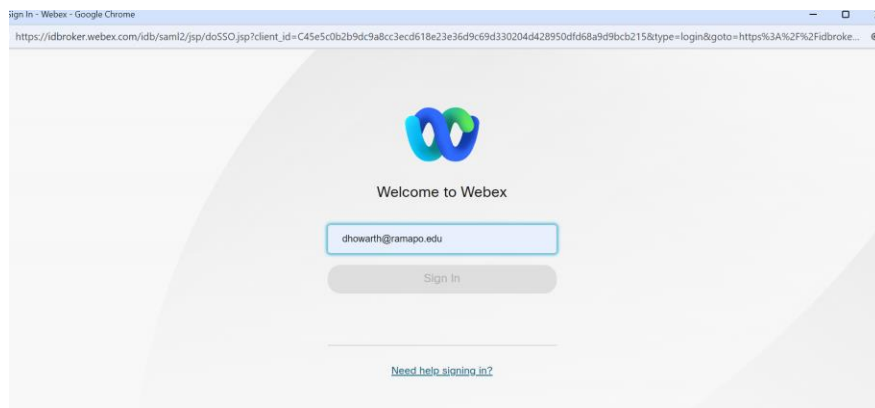 Sign In - Webex - Google Chrome
https://idbroker.webex.com/idb/saml2/jsp/doSSO.jsp?client_id=C45e5c0b2b9dc9a8cc3ecd618e23e36d9c69d330204d428950dfd68a9d9bcb215&type=login&goto=https%3A%2F%2Fidbroke...
Welcome to Webex
dhowarth@ramapo.edu
Sign In
Need help signing in?